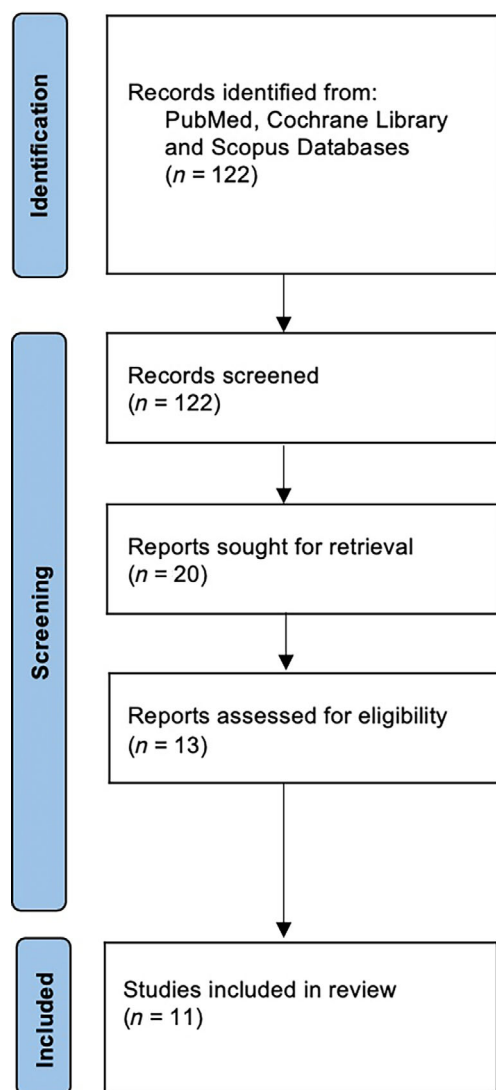 Identification
Records identified from:
PubMed, Cochrane Library
and Scopus Databases
(n = 122)
Screening
Records screened
(n = 122)
Reports sought for retrieval
(n = 20)
Reports assessed for eligibility
(n = 13)
Included
Studies included in review
(n = 11)